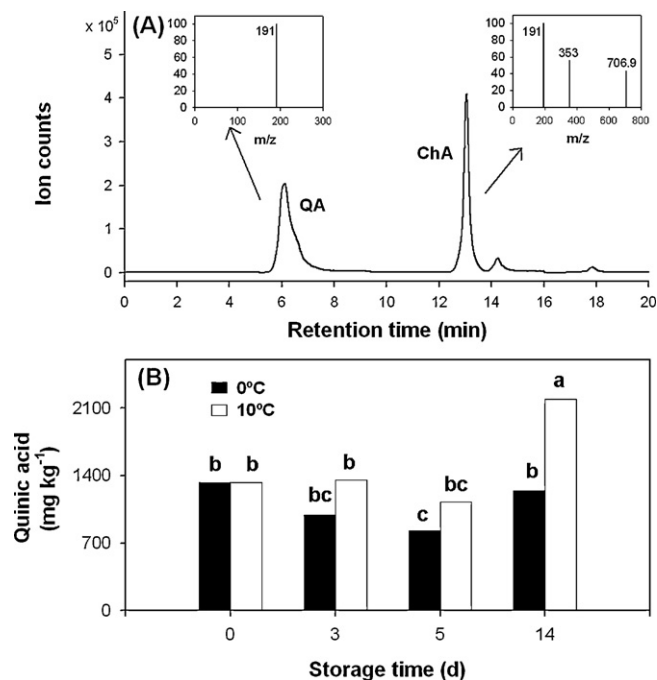 x 10⁵
(A)
5
4
3
2
1
0
Ion counts
100
80
60
40
20
0
191
0 100 200 300
m/z
100
80
60
40
20
0
191
353
706.9
0 200 400 600 800
m/z
QA
ChA
0 2 4 6 8 10 12 14 16 18 20
Retention time (min)
(B)
0ºC
10ºC
2100
1400
700
0
Quinic acid
(mg kg⁻¹)
b b bc b c bc b a
0 3 5 14
Storage time (d)